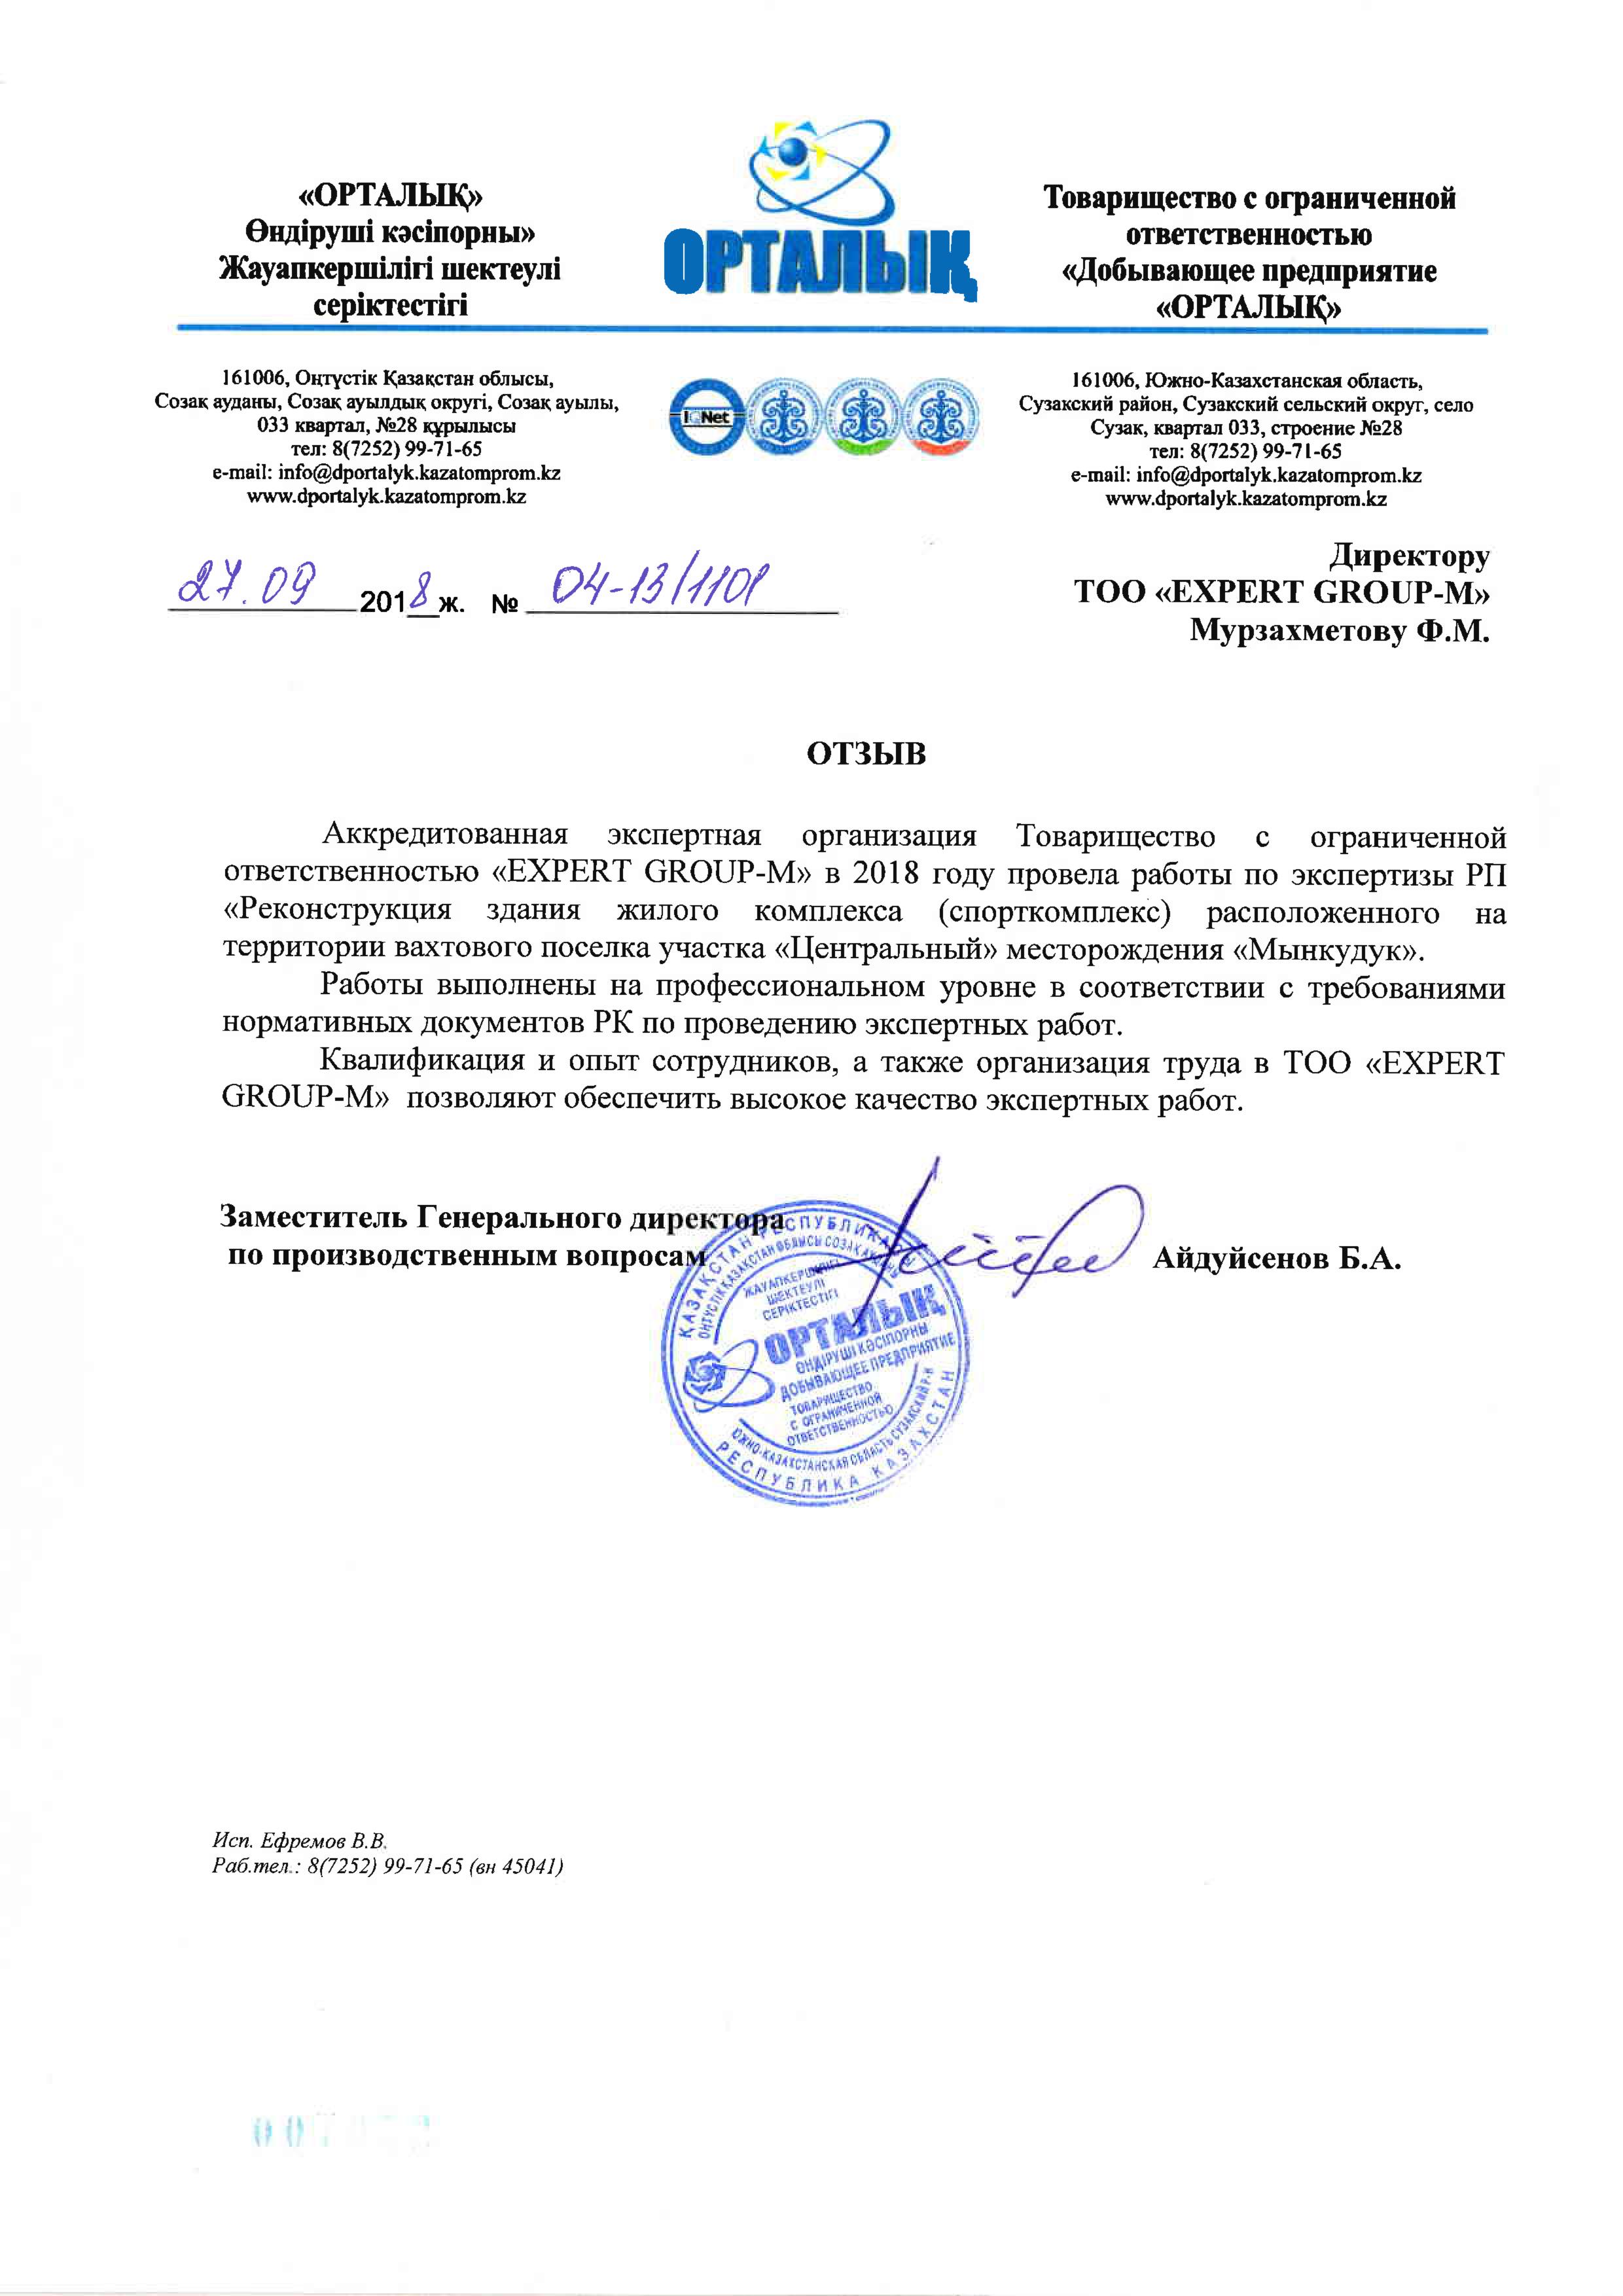 «ОРТАЛЫҚ»
Өндіруші кәсіпорны»
Жауапкершілігі шектеулі
серіктестігі
ОРТАЛЫҚ
Товарищество с ограниченной
ответственностью
«Добывающее предприятие
«ОРТАЛЫҚ»
161006, Оңтүстік Қазақстан облысы,
Созақ ауданы, Созақ ауылдық округі, Созақ ауылы,
033 квартал, №28 құрылысы
тел: 8(7252) 99-71-65
e-mail: info@dportalyk.kazatomprom.kz
www.dportalyk.kazatomprom.kz
IQNet
161006, Южно-Казахстанская область,
Сузакский район, Сузакский сельский округ, село
Сузак, квартал 033, строение №28
тел: 8(7252) 99-71-65
e-mail: info@dportalyk.kazatomprom.kz
www.dportalyk.kazatomprom.kz
27.09 2018 ж. № 04-13/1101
Директору
ТОО «EXPERT GROUP-M»
Мурзахметову Ф.М.
ОТЗЫВ
Аккредитованная экспертная организация Товарищество с ограниченной
ответственностью «EXPERT GROUP-M» в 2018 году провела работы по экспертизы РП
«Реконструкция здания жилого комплекса (спорткомплекс) расположенного на
территории вахтового поселка участка «Центральный» месторождения «Мынкудук».
Работы выполнены на профессиональном уровне в соответствии с требованиями
нормативных документов РК по проведению экспертных работ.
Квалификация и опыт сотрудников, а также организация труда в ТОО «EXPERT
GROUP-M» позволяют обеспечить высокое качество экспертных работ.
Заместитель Генерального директора
по производственным вопросам
Айдуйсенов Б.А.
ҚАЗАҚСТАН РЕСПУБЛИКАСЫ
ОҢТҮСТІК ҚАЗАҚСТАН ОБЛЫСЫ СОЗАҚ АУДАНЫ
ЖАУАПКЕРШІЛІГІ
ШЕКТЕУЛІ
СЕРІКТЕСТІГІ
ОРТАЛЫҚ
ӨНДІРУШІ КӘСІПОРНЫ
ДОБЫВАЮЩЕЕ ПРЕДПРИЯТИЕ
ТОВАРИЩЕСТВО
С ОГРАНИЧЕННОЙ
ОТВЕТСТВЕННОСТЬЮ
ЮЖНО-КАЗАХСТАНСКАЯ ОБЛАСТЬ СУЗАКСКИЙ Р-Н
РЕСПУБЛИКА КАЗАХСТАН
Исп. Ефремов В.В.
Раб.тел.: 8(7252) 99-71-65 (вн 45041)